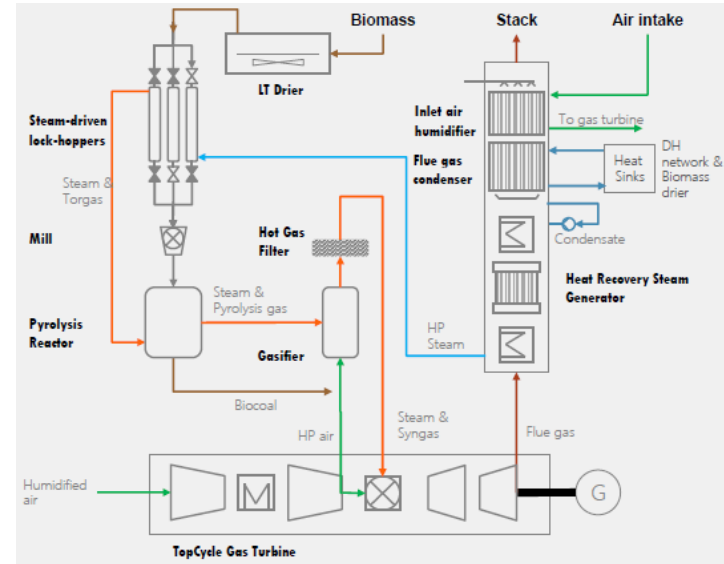 Biomass
Stack
Air intake
LT Drier
Steam-driven
lock-hoppers
Inlet air
humidifier
To gas turbine
Flue gas
condenser
Heat
Sinks
DH
network &
Biomass
drier
Steam &
Torgas
Mill
Hot Gas
Filter
Condensate
Heat Recovery Steam
Generator
Steam &
Pyrolysis gas
Pyrolysis
Reactor
Gasifier
HP
Steam
Biocoal
HP air
Steam &
Syngas
Flue gas
Humidified
air
G
TopCycle Gas Turbine